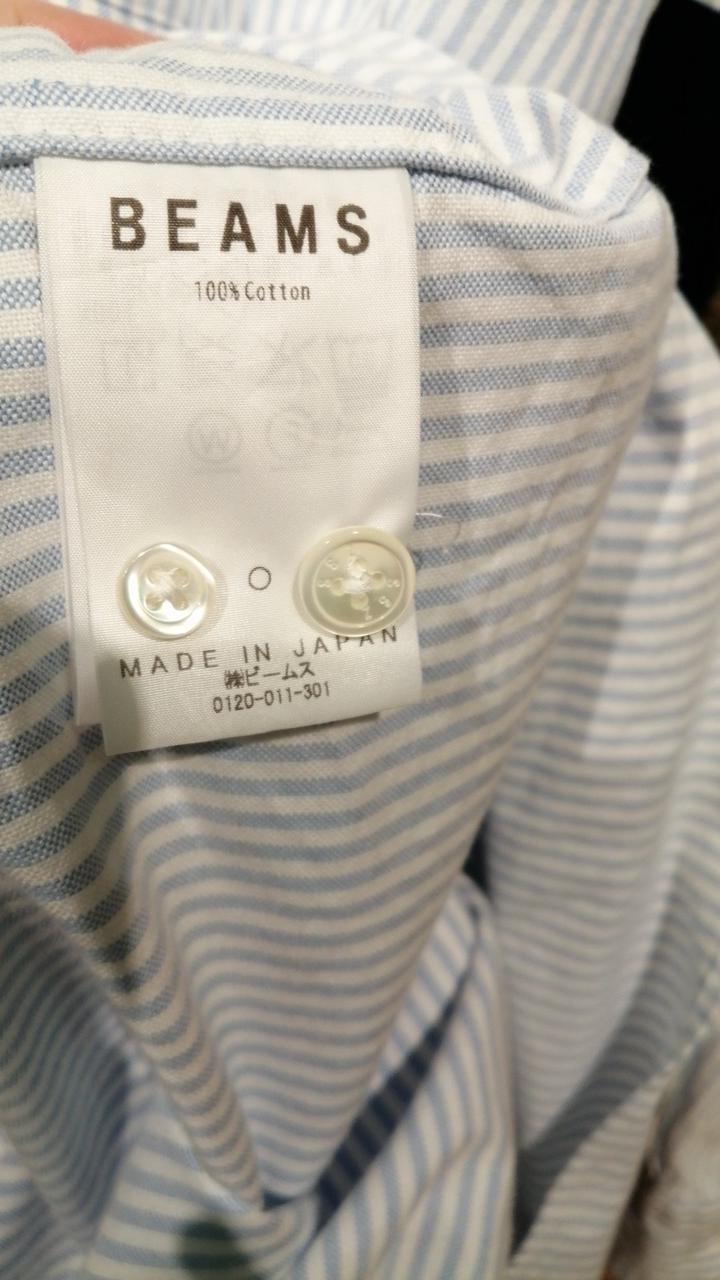 BEAMS
100%Cotton
MADE IN JAPAN
㈱ビームス
0120-011-301